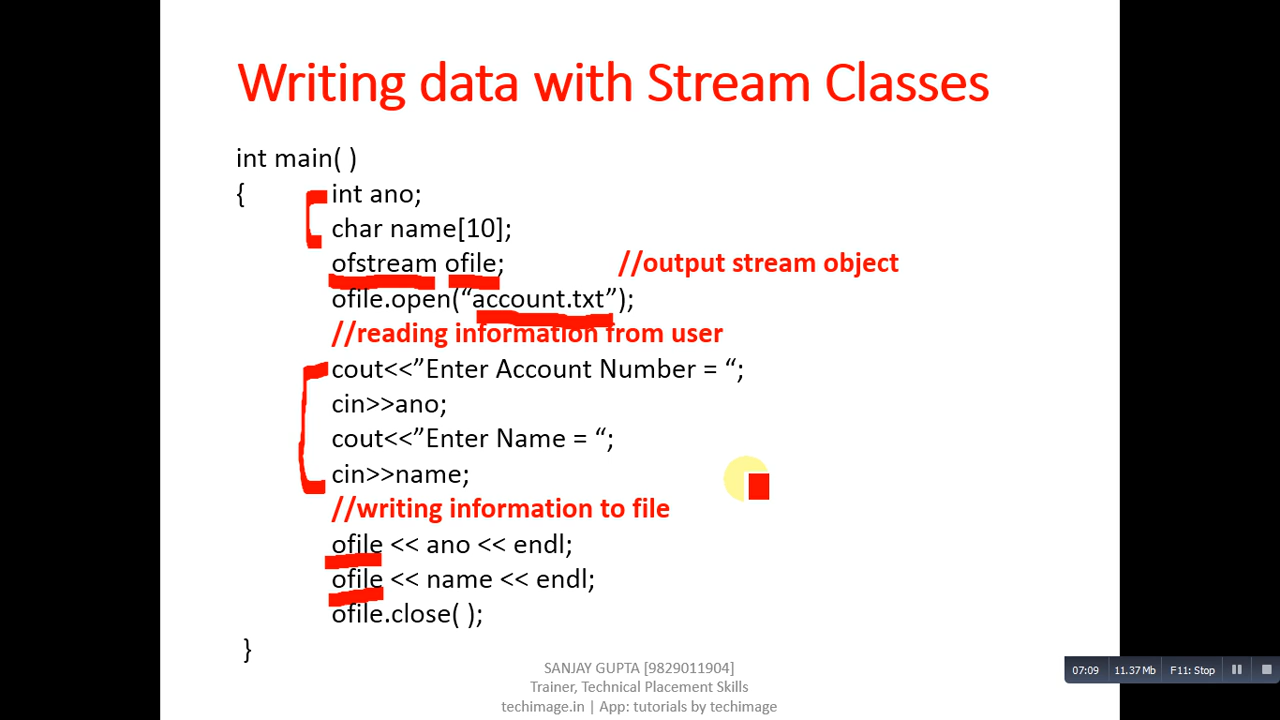 Writing data with Stream Classes
int main( )
{ int ano;
char name[10];
ofstream ofile; //output stream object
ofile.open(“account.txt”);
//reading information from user
cout<<”Enter Account Number = “;
cin>>ano;
cout<<”Enter Name = “;
cin>>name;
//writing information to file
ofile << ano << endl;
ofile << name << endl;
ofile.close( );
}
SANJAY GUPTA [9829011904]
Trainer, Technical Placement Skills
techimage.in | App: tutorials by techimage
07:09 11.37 Mb F11: Stop